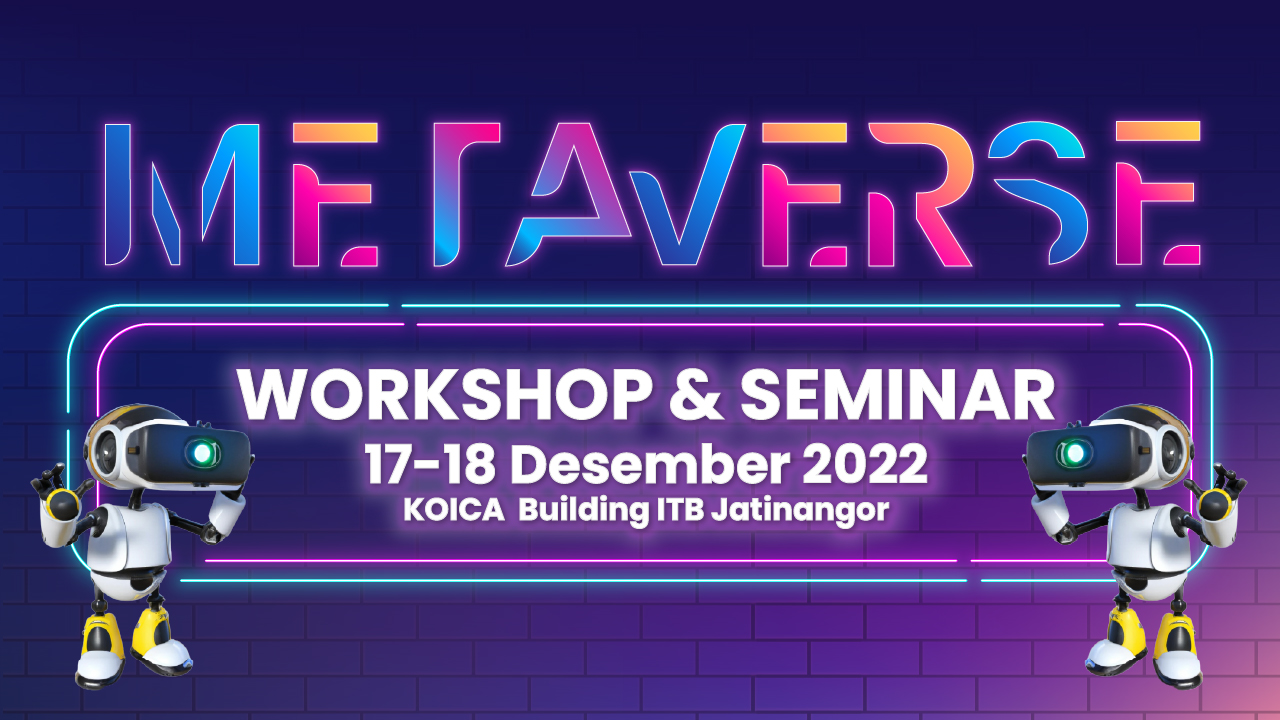 METAVERSE
WORKSHOP & SEMINAR
17-18 Desember 2022
KOICA Building ITB Jatinangor